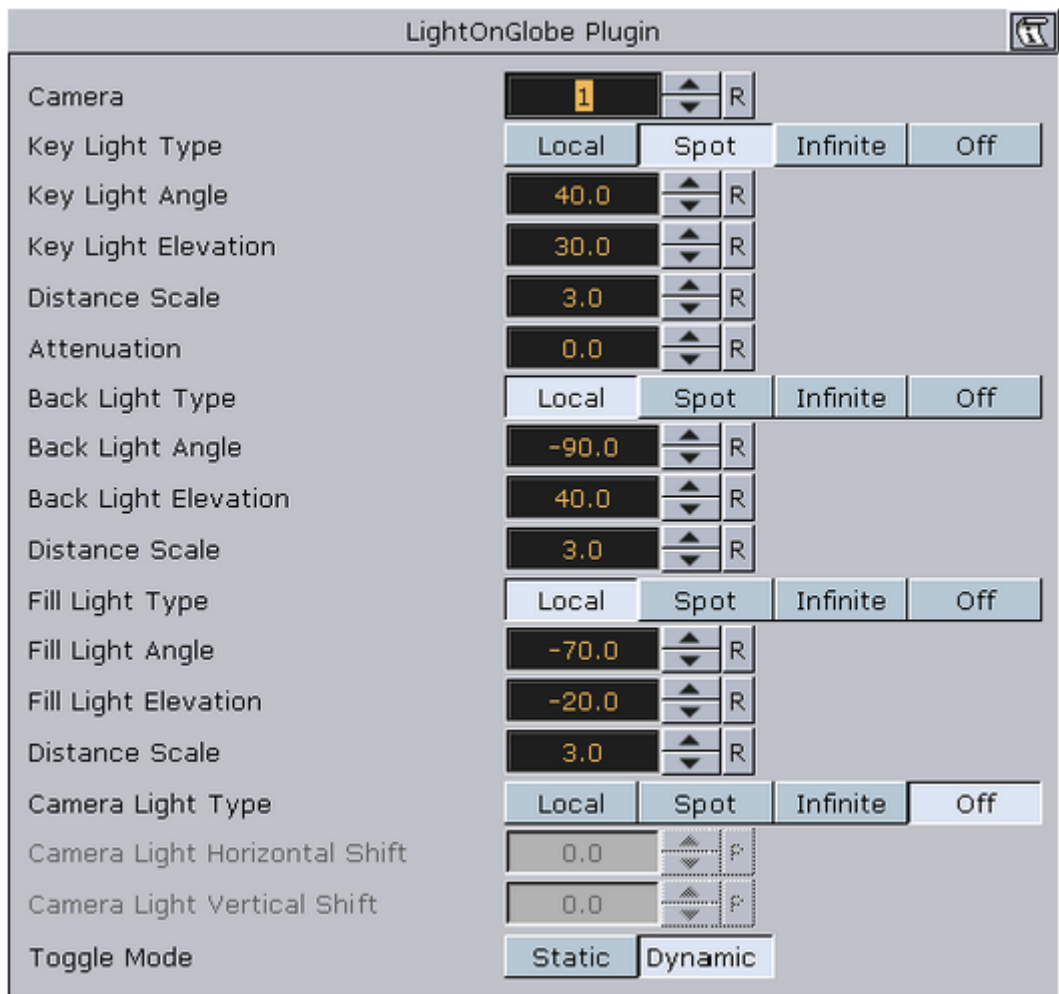 LightOnGlobe Plugin
Camera 1 R
Key Light Type Local Spot Infinite Off
Key Light Angle 40.0 R
Key Light Elevation 30.0 R
Distance Scale 3.0 R
Attenuation 0.0 R
Back Light Type Local Spot Infinite Off
Back Light Angle -90.0 R
Back Light Elevation 40.0 R
Distance Scale 3.0 R
Fill Light Type Local Spot Infinite Off
Fill Light Angle -70.0 R
Fill Light Elevation -20.0 R
Distance Scale 3.0 R
Camera Light Type Local Spot Infinite Off
Camera Light Horizontal Shift 0.0 R
Camera Light Vertical Shift 0.0 R
Toggle Mode Static Dynamic